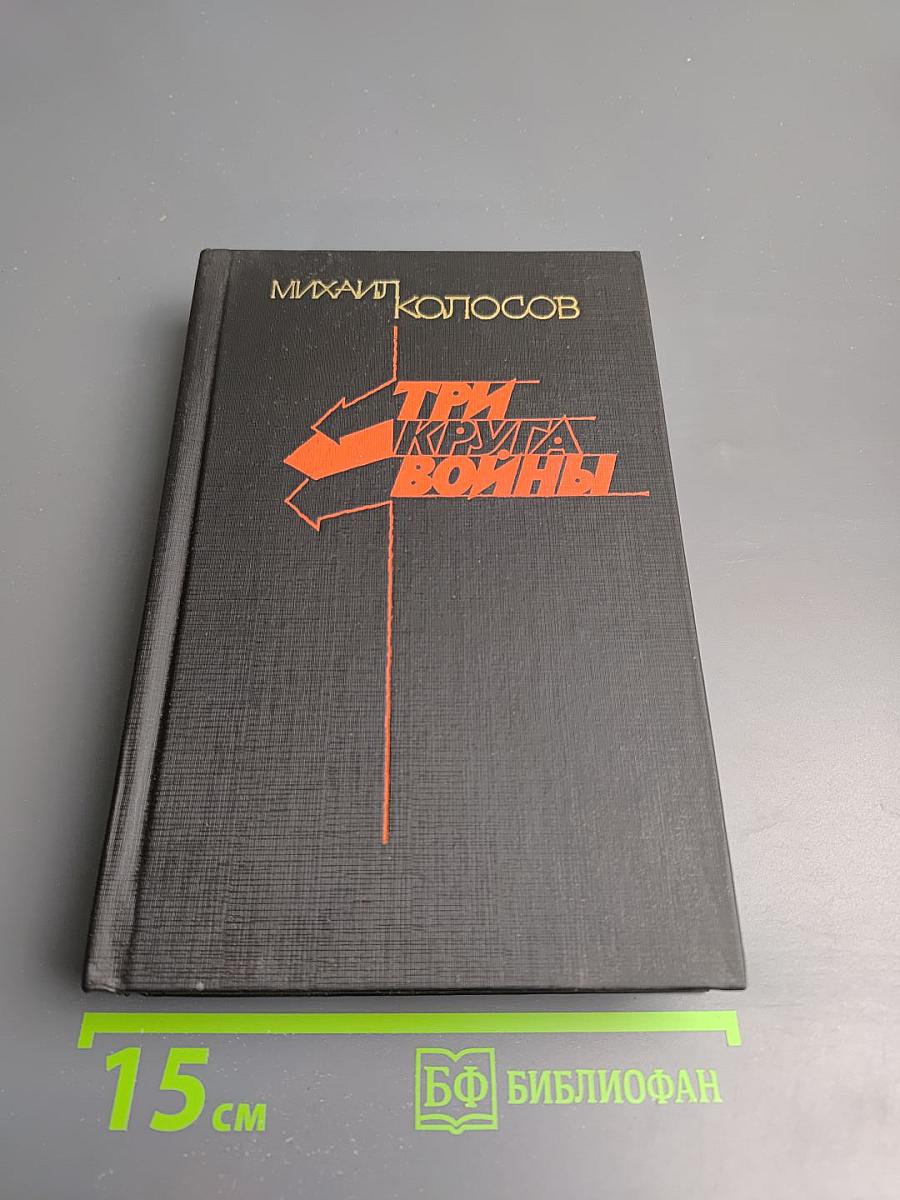 МИХАИЛ
КОЛОСОВ
ТРИ
КРУГА
ВОЙНЫ
15 см
БФ БИБЛИОФАН